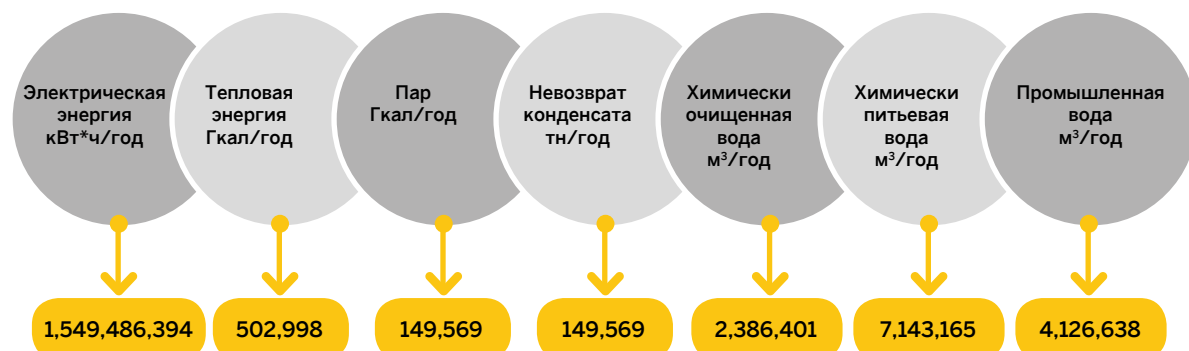 Электрическая
энергия
кВт*ч/год
Тепловая
энергия
Гкал/год
Пар
Гкал/год
Невозврат
конденсата
тн/год
Химически
очищенная
вода
м³/год
Химически
питьевая
вода
м³/год
Промышленная
вода
м³/год
1,549,486,394
502,998
149,569
149,569
2,386,401
7,143,165
4,126,638